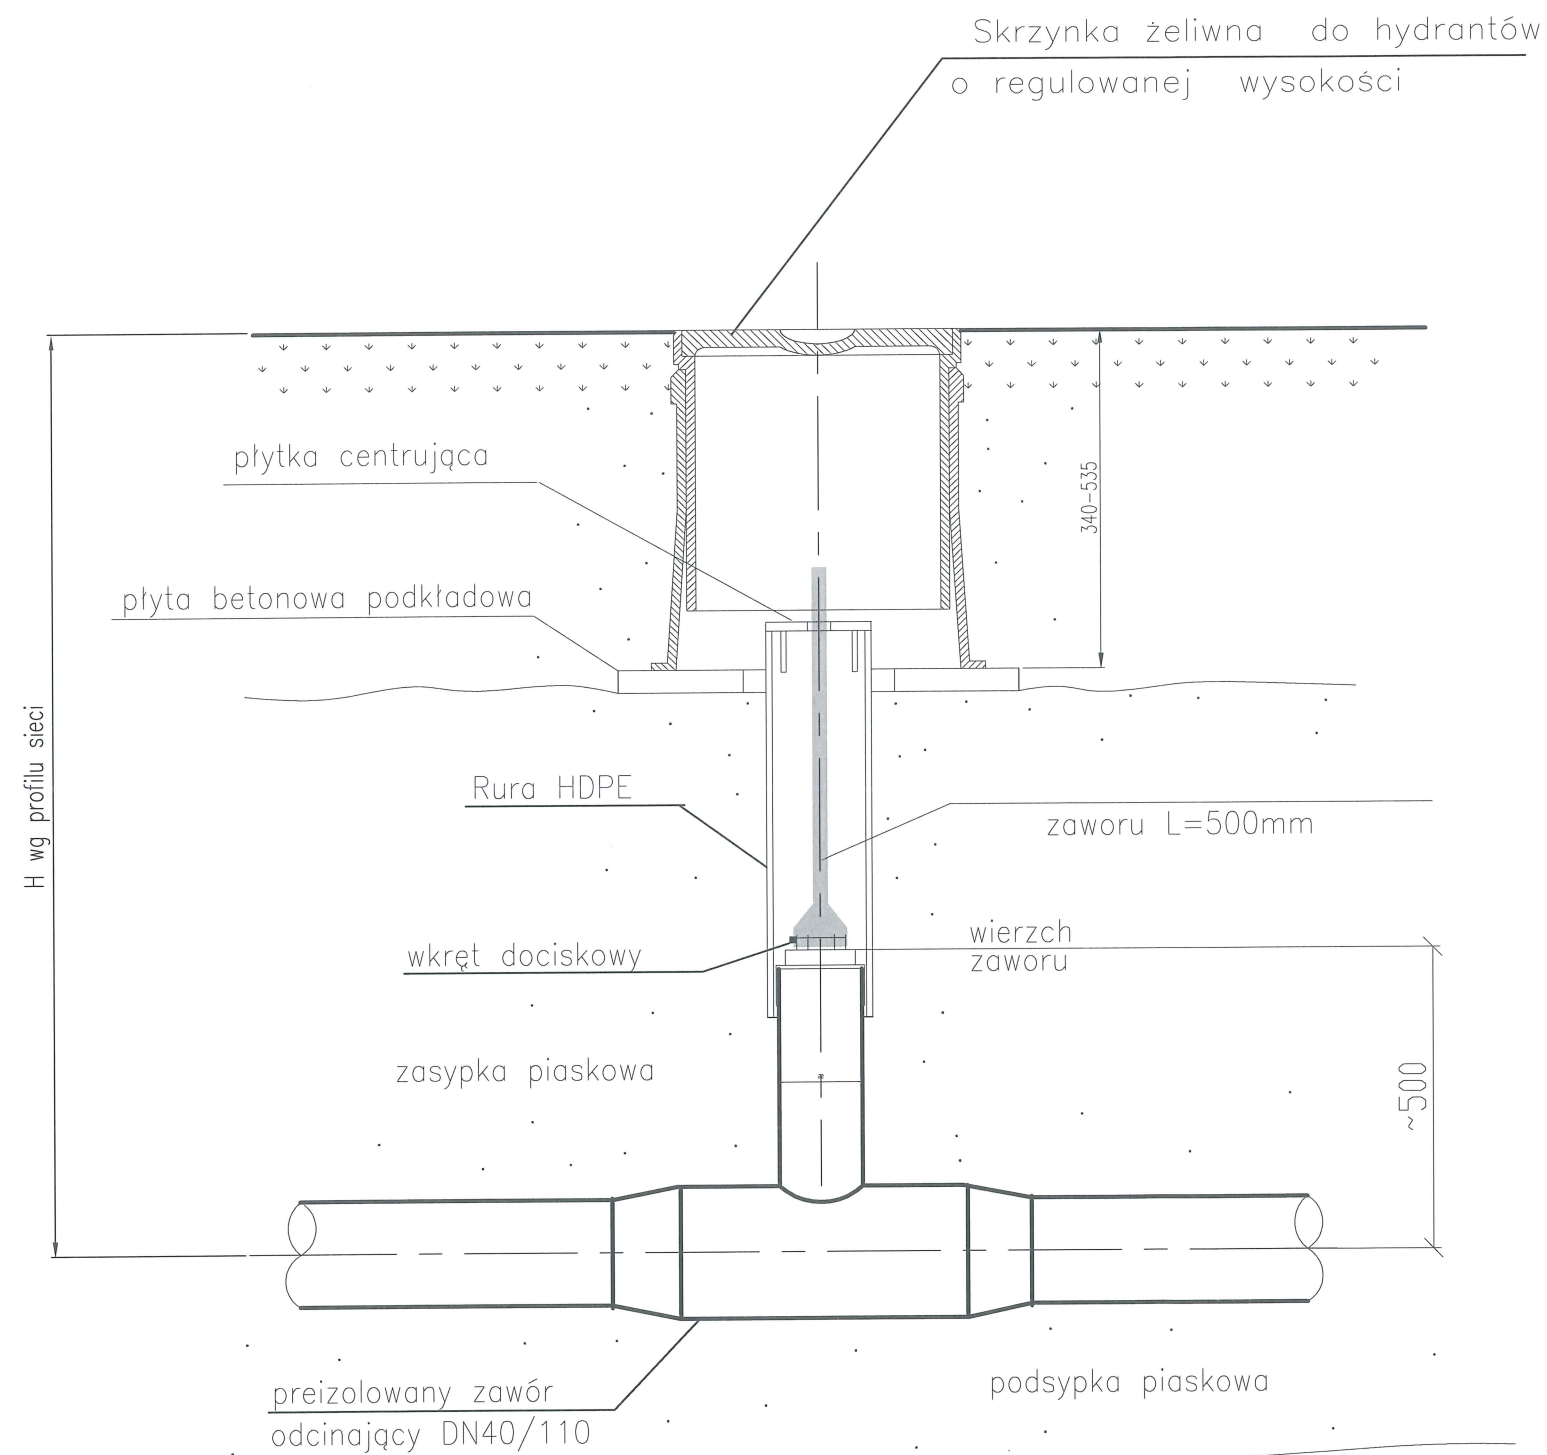 Skrzynka żeliwna do hydrantów
o regulowanej wysokości
płytka centrująca
340-535
płyta betonowa podkładowa
H wg profilu sieci
Rura HDPE
zaworu L=500mm
wkręt dociskowy
wierzch
zaworu
zasypka piaskowa
~500
preizolowany zawór
odcinający DN40/110
podsypka piaskowa